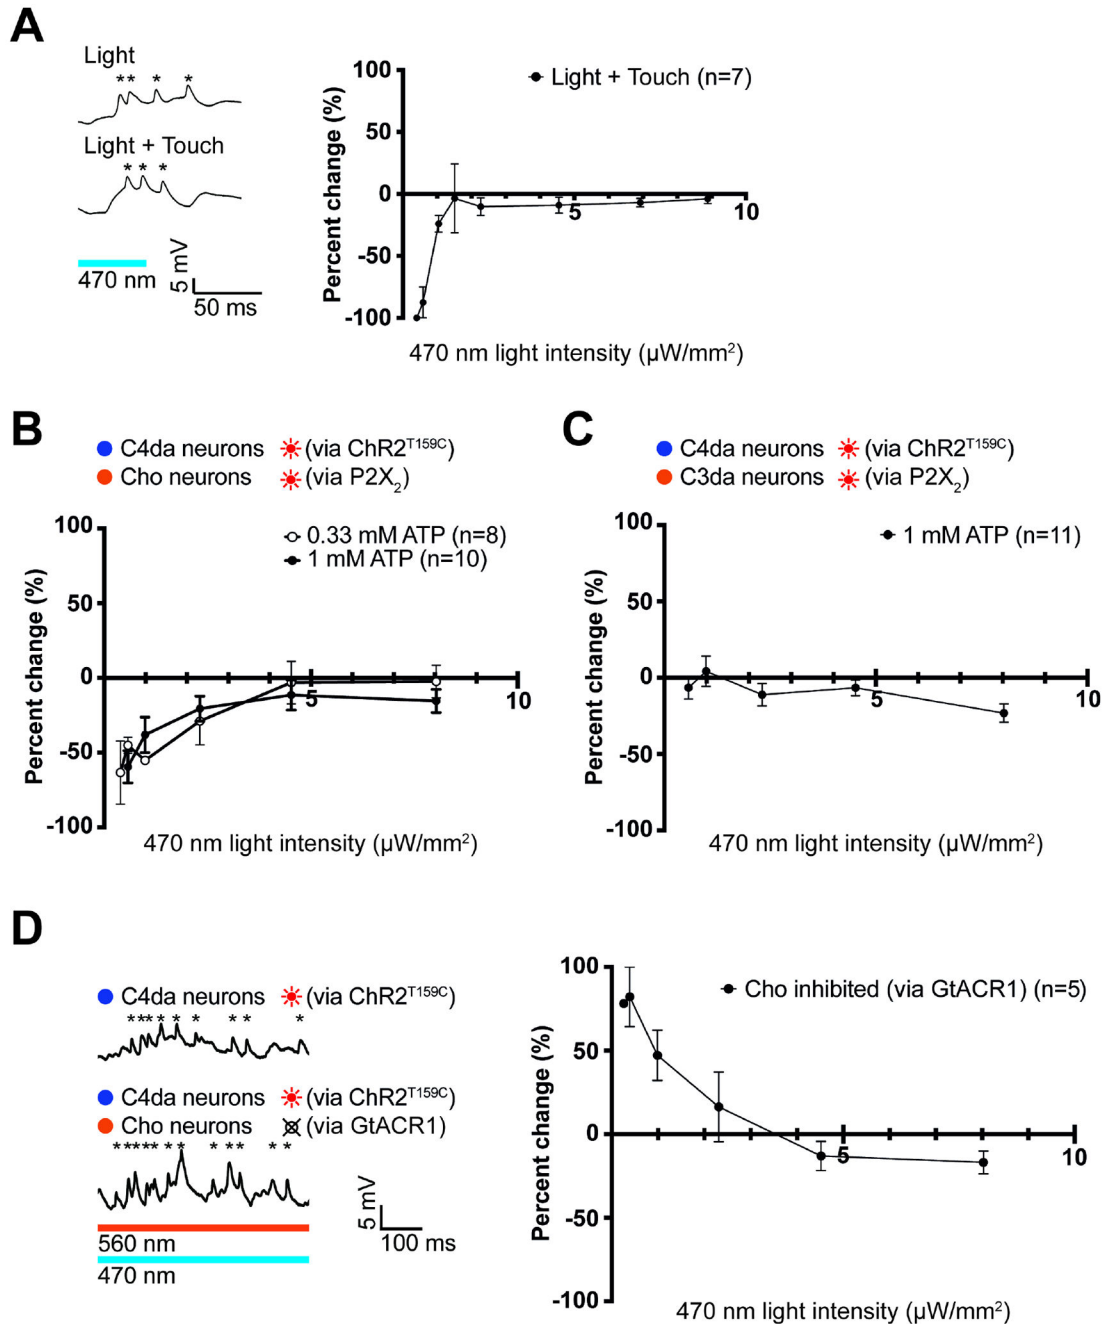 A
Light
** * *
Light + Touch
* * *
470 nm
5 mV
50 ms
Light + Touch (n=7)
Percent change (%)
100
50
0
-50
-100
5
10
470 nm light intensity (µW/mm²)
B
C4da neurons (via ChR2ᵀ¹⁵⁹ꟲ)
Cho neurons (via P2X₂)
0.33 mM ATP (n=8)
1 mM ATP (n=10)
Percent change (%)
100
50
0
-50
-100
5
10
470 nm light intensity (µW/mm²)
C
C4da neurons (via ChR2ᵀ¹⁵⁹ꟲ)
C3da neurons (via P2X₂)
1 mM ATP (n=11)
Percent change (%)
100
50
0
-50
-100
5
10
470 nm light intensity (µW/mm²)
D
C4da neurons (via ChR2ᵀ¹⁵⁹ꟲ)
**** * * * ** *
C4da neurons (via ChR2ᵀ¹⁵⁹ꟲ)
Cho neurons (via GtACR1)
****** * * * ** **
560 nm
470 nm
5 mV
100 ms
Cho inhibited (via GtACR1) (n=5)
Percent change (%)
100
50
0
-50
-100
5
10
470 nm light intensity (µW/mm²)